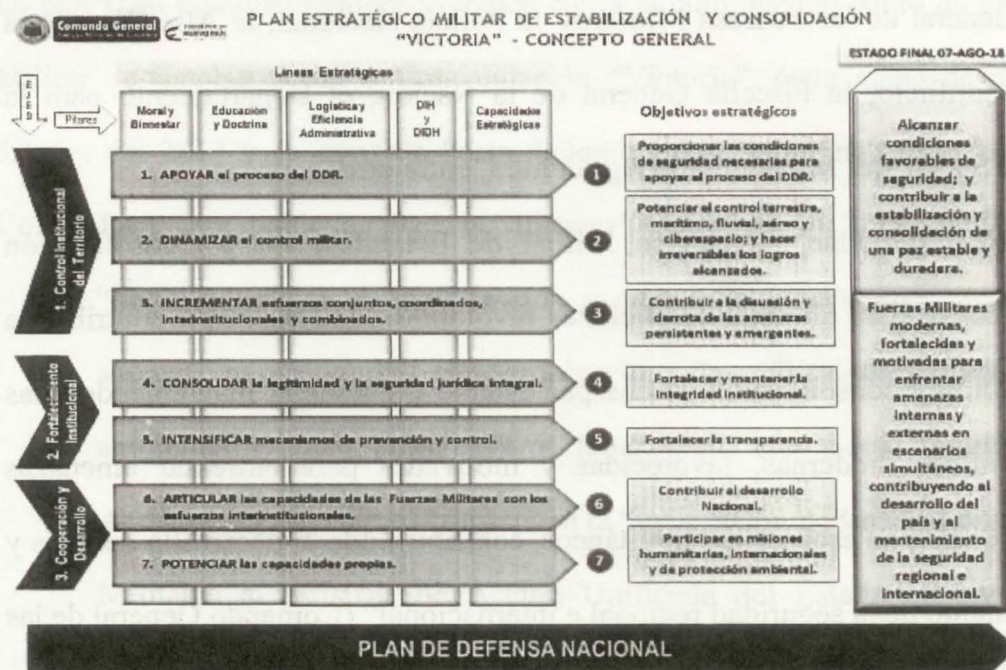 PLAN ESTRATÉGICO MILITAR DE ESTABILIZACIÓN Y CONSOLIDACIÓN
"VICTORIA" - CONCEPTO GENERAL
Comando General
ESTADO FINAL 07-AGO-18
Líneas Estratégicas
EJES
Pilares
Moral y
Bienestar
Educación
y Doctrina
Logística y
Eficiencia
Administrativa
DIH
y
DIDH
Capacidades
Estratégicas
Objetivos estratégicos
1. Control Institucional
del Territorio
1. APOYAR el proceso del DDR.
1
Proporcionar las condiciones
de seguridad necesarias para
apoyar el proceso del DDR.
2. DINAMIZAR el control militar.
2
Potenciar el control terrestre,
marítimo, fluvial, aéreo y
ciberespacio; y hacer
irreversibles los logros
alcanzados.
3. INCREMENTAR esfuerzos conjuntos, coordinados,
interinstitucionales y combinados.
3
Contribuir a la disuasión y
derrota de las amenazas
persistentes y emergentes.
2. Fortalecimiento
Institucional
4. CONSOLIDAR la legitimidad y la seguridad jurídica integral.
4
Fortalecer y mantener la
integridad institucional.
5. INTENSIFICAR mecanismos de prevención y control.
5
Fortalecer la transparencia.
3. Cooperación y
Desarrollo
6. ARTICULAR las capacidades de las Fuerzas Militares con los
esfuerzos interinstitucionales.
6
Contribuir al desarrollo
Nacional.
7. POTENCIAR las capacidades propias.
7
Participar en misiones
humanitarias, internacionales
y de protección ambiental.
Alcanzar
condiciones
favorables de
seguridad; y
contribuir a la
estabilización y
consolidación de
una paz estable y
duradera.
Fuerzas Militares
modernas,
fortalecidas y
motivadas para
enfrentar
amenazas
internas y
externas en
escenarios
simultáneos,
contribuyendo al
desarrollo del
país y al
mantenimiento
de la seguridad
regional e
internacional.
PLAN DE DEFENSA NACIONAL